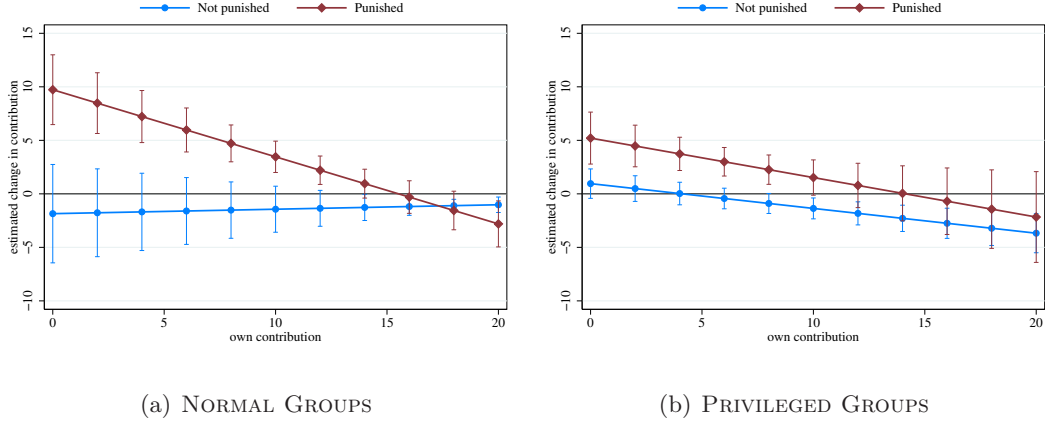 Not punished Punished
15
10
5
0
−5
−10
estimated change in contribution
0 5 10 15 20
own contribution
(a) NORMAL GROUPS
Not punished Punished
15
10
5
0
−5
−10
estimated change in contribution
0 5 10 15 20
own contribution
(b) PRIVILEGED GROUPS